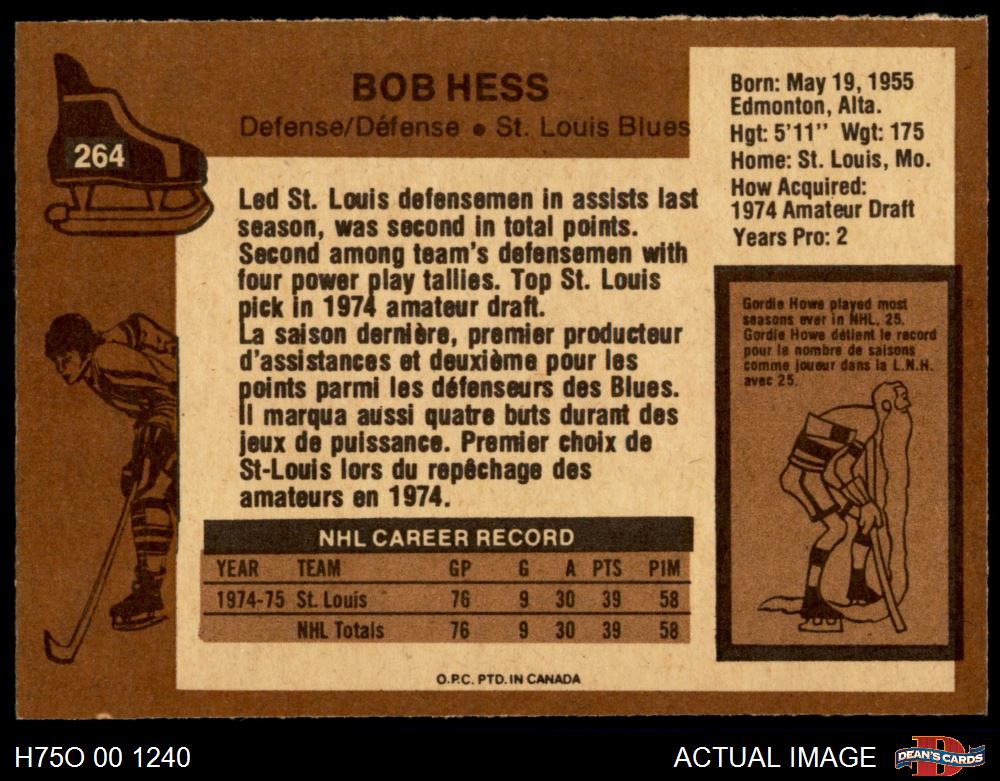 BOB HESS
Defense/Défense • St. Louis Blues
264
Born: May 19, 1955
Edmonton, Alta.
Hgt: 5'11'' Wgt: 175
Home: St. Louis, Mo.
How Acquired:
1974 Amateur Draft
Years Pro: 2
Led St. Louis defensemen in assists last
season, was second in total points.
Second among team's defensemen with
four power play tallies. Top St. Louis
pick in 1974 amateur draft.
La saison dernière, premier producteur
d'assistances et deuxième pour les
points parmi les défenseurs des Blues.
Il marqua aussi quatre buts durant des
jeux de puissance. Premier choix de
St-Louis lors du repêchage des
amateurs en 1974.
Gordie Howe played most
seasons ever in NHL, 25.
Gordie Howe détient le record
pour le nombre de saisons
comme joueur dans la L.N.H.
avec 25.
NHL CAREER RECORD
YEAR TEAM GP G A PTS PIM
1974-75 St. Louis 76 9 30 39 58
NHL Totals 76 9 30 39 58
O.P.C. PTD. IN CANADA
H75O 00 1240
ACTUAL IMAGE
D
DEAN'S CARDS